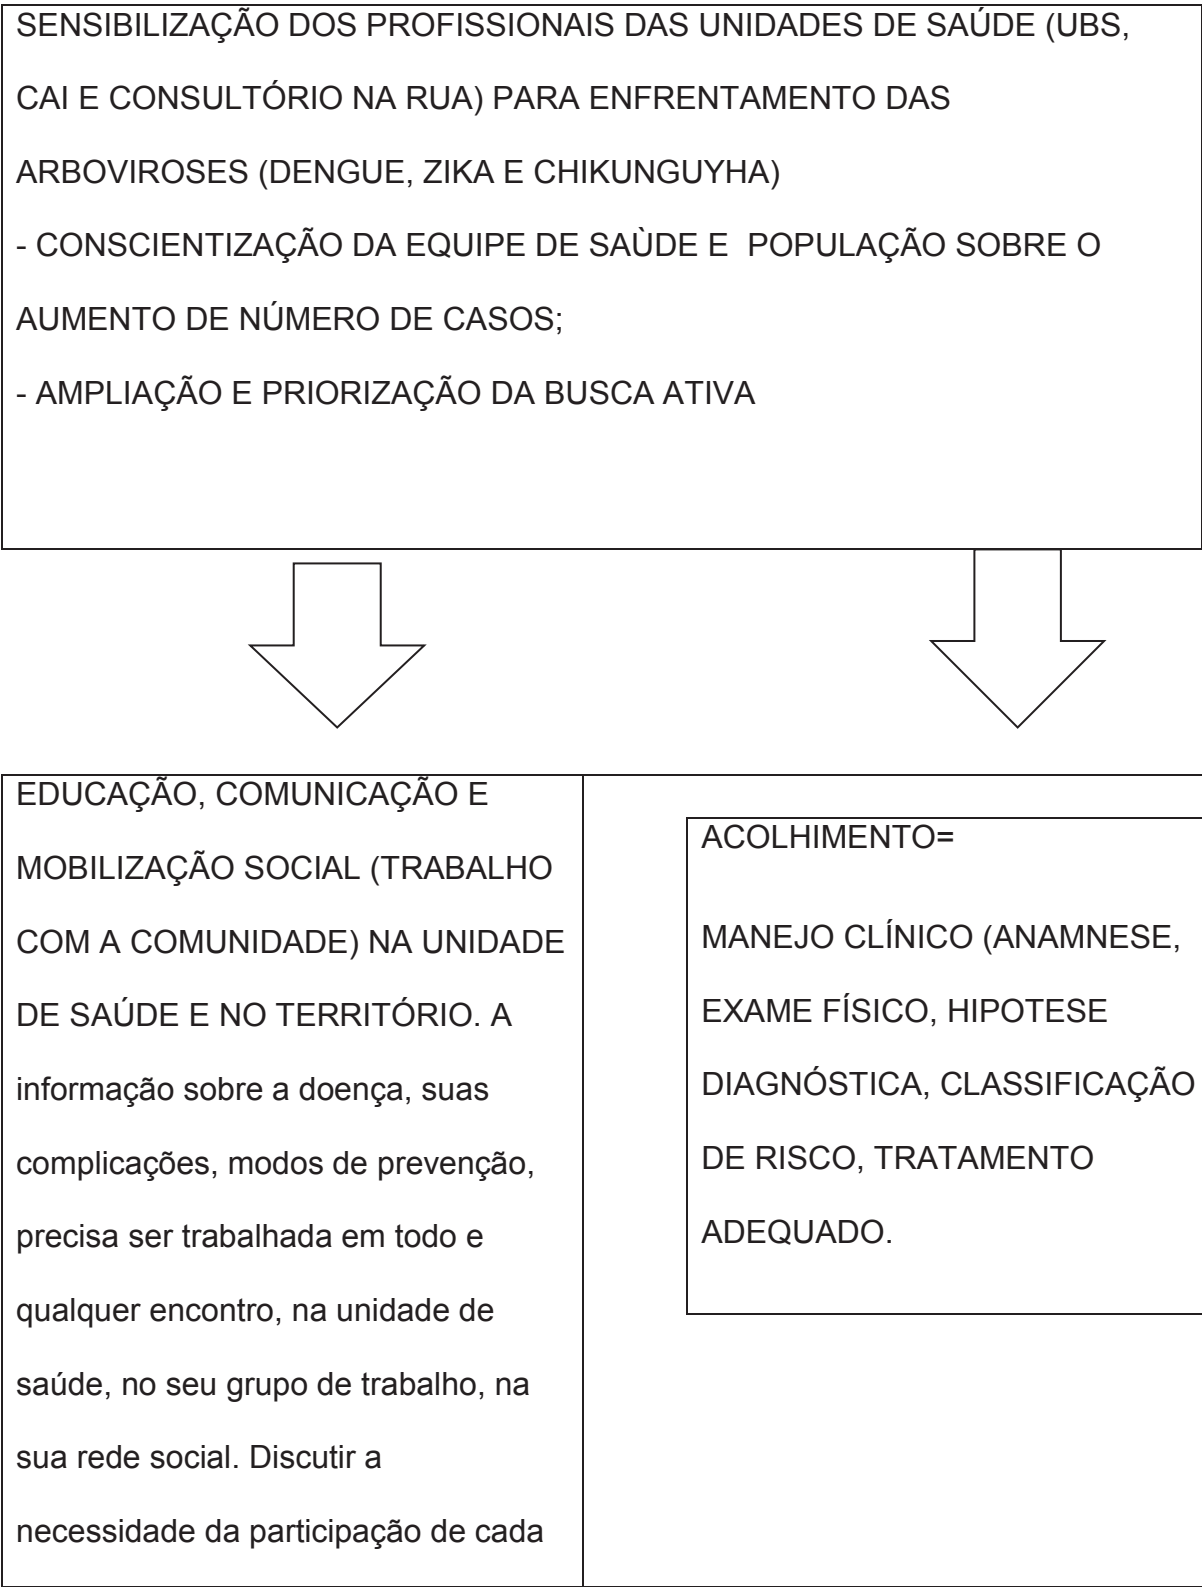 SENSIBILIZAÇÃO DOS PROFISSIONAIS DAS UNIDADES DE SAÚDE (UBS,
CAI E CONSULTÓRIO NA RUA) PARA ENFRENTAMENTO DAS
ARBOVIROSES (DENGUE, ZIKA E CHIKUNGUYHA)
- CONSCIENTIZAÇÃO DA EQUIPE DE SAÙDE E  POPULAÇÃO SOBRE O
AUMENTO DE NÚMERO DE CASOS;
- AMPLIAÇÃO E PRIORIZAÇÃO DA BUSCA ATIVA
EDUCAÇÃO, COMUNICAÇÃO E
MOBILIZAÇÃO SOCIAL (TRABALHO
COM A COMUNIDADE) NA UNIDADE
DE SAÚDE E NO TERRITÓRIO. A
informação sobre a doença, suas
complicações, modos de prevenção,
precisa ser trabalhada em todo e
qualquer encontro, na unidade de
saúde, no seu grupo de trabalho, na
sua rede social. Discutir a
necessidade da participação de cada
ACOLHIMENTO=
MANEJO CLÍNICO (ANAMNESE,
EXAME FÍSICO, HIPOTESE
DIAGNÓSTICA, CLASSIFICAÇÃO
DE RISCO, TRATAMENTO
ADEQUADO.